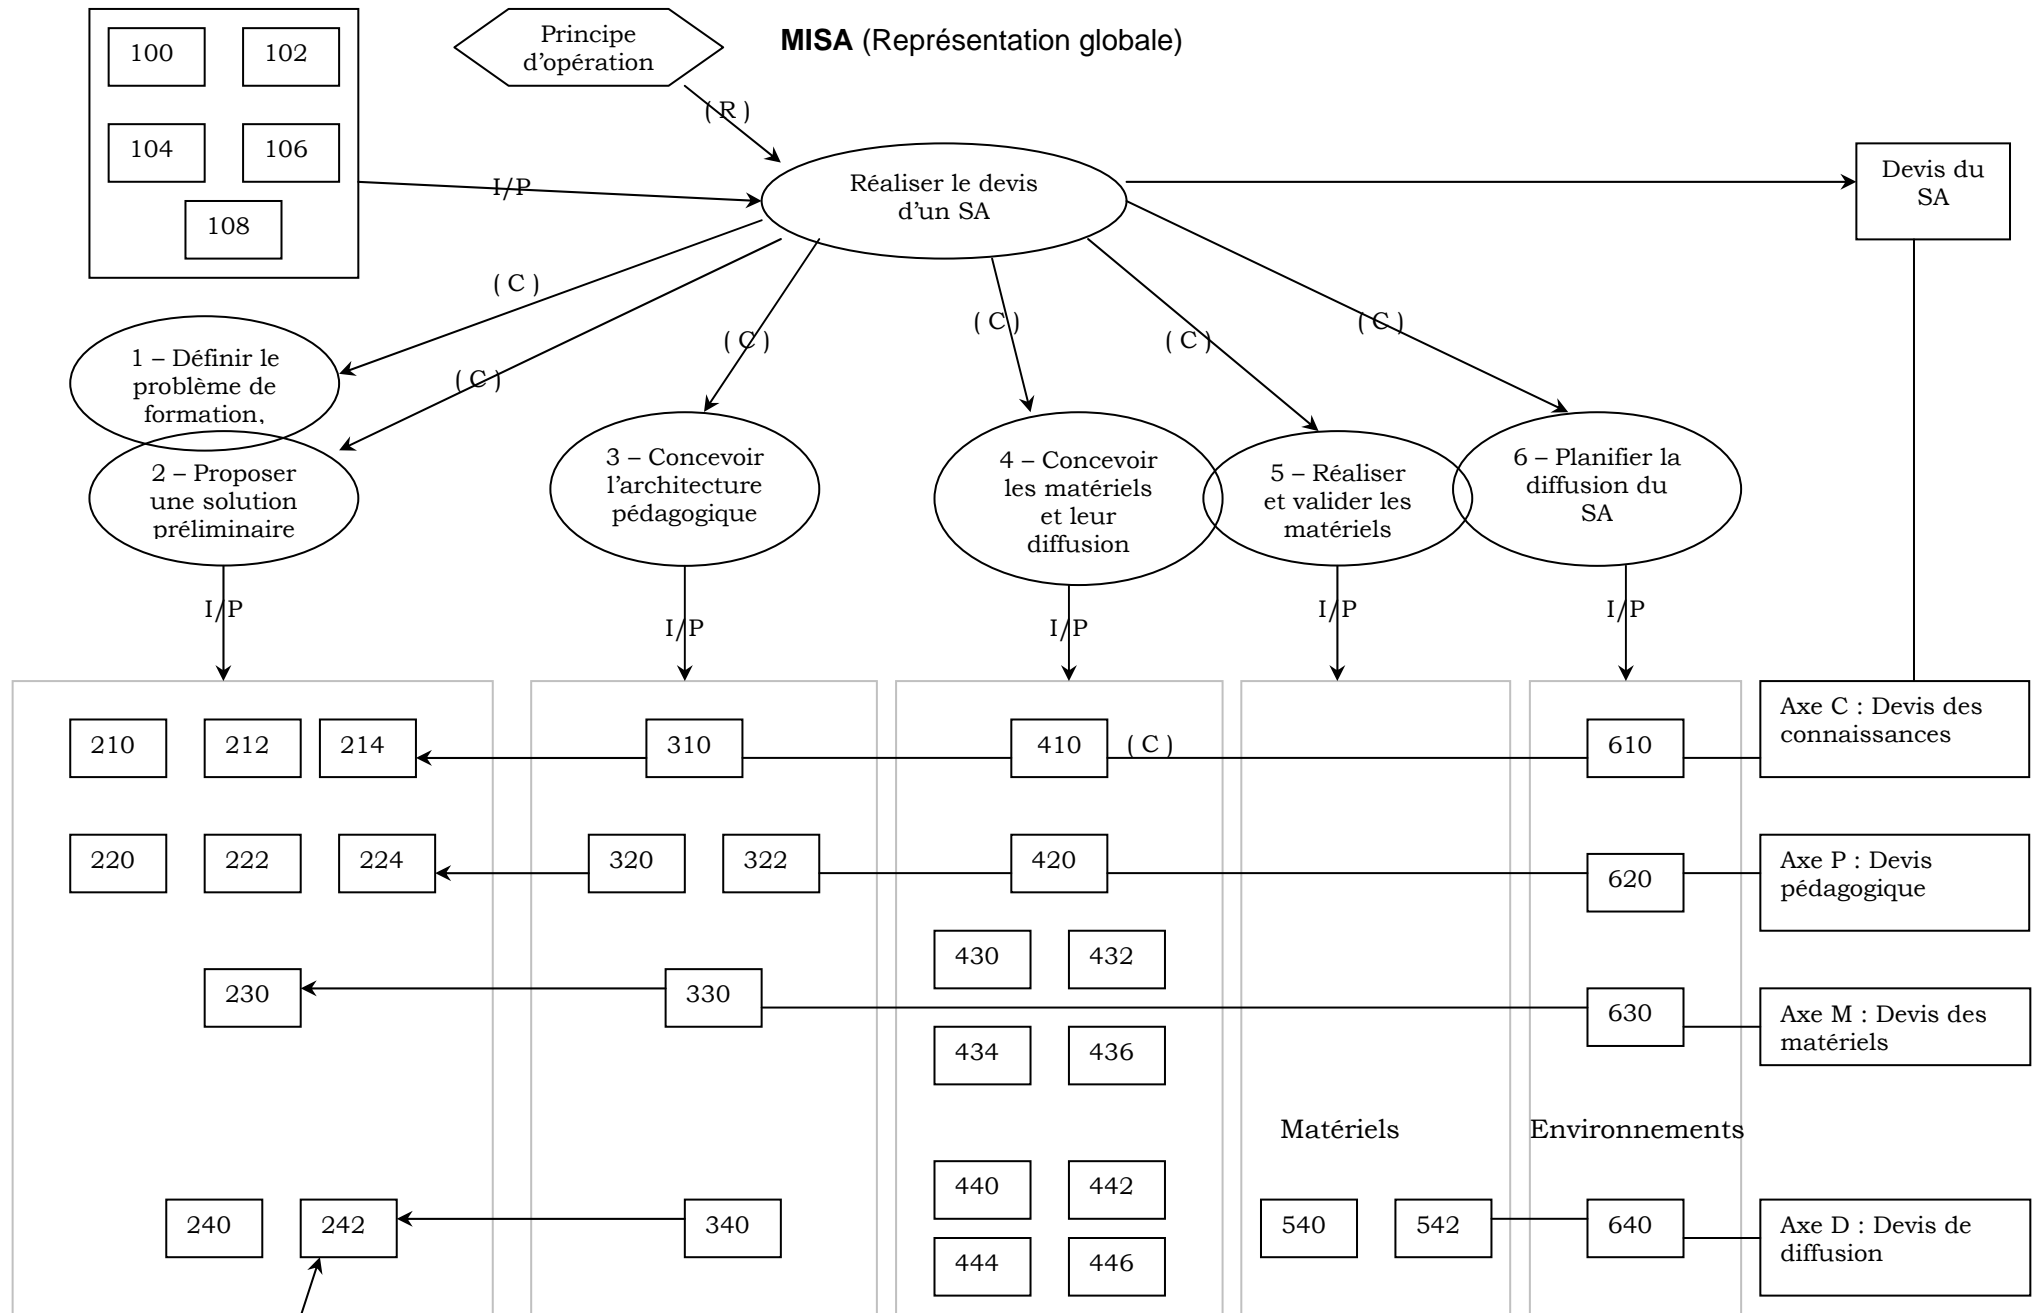 MISA (Représentation globale)
Principe
d'opération
100
102
104
106
108
( R )
I/P
Réaliser le devis
d'un SA
Devis du
SA
( C )
( C )
( C )
( C )
( C )
( C )
1 – Définir le
problème de
formation,
2 – Proposer
une solution
préliminaire
3 – Concevoir
l'architecture
pédagogique
4 – Concevoir
les matériels
et leur
diffusion
5 – Réaliser
et valider les
matériels
6 – Planifier la
diffusion du
SA
I/P
I/P
I/P
I/P
I/P
210
212
214
310
410
( C )
610
Axe C : Devis des
connaissances
220
222
224
320
322
420
620
Axe P : Devis
pédagogique
430
432
230
330
630
Axe M : Devis des
matériels
434
436
Matériels
Environnements
440
442
240
242
340
540
542
640
Axe D : Devis de
diffusion
444
446